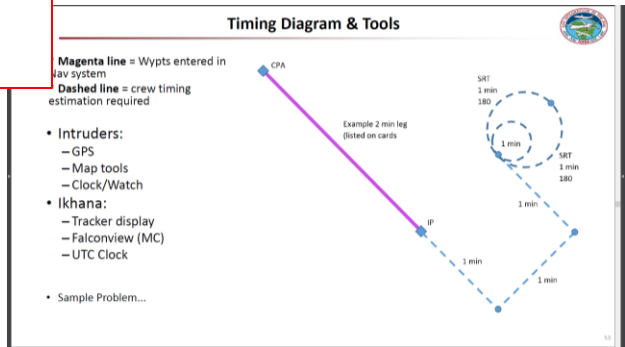 Timing Diagram & Tools
Magenta line = Wypts entered in
Nav system
Dashed line = crew timing
estimation required
• Intruders:
– GPS
– Map tools
– Clock/Watch
• Ikhana:
– Tracker display
– Falconview (MC)
– UTC Clock
• Sample Problem...
CPA
Example 2 min leg
(listed on cards
IP
1 min
1 min
1 min
SRT
1 min
180
1 min
SRT
1 min
180
53